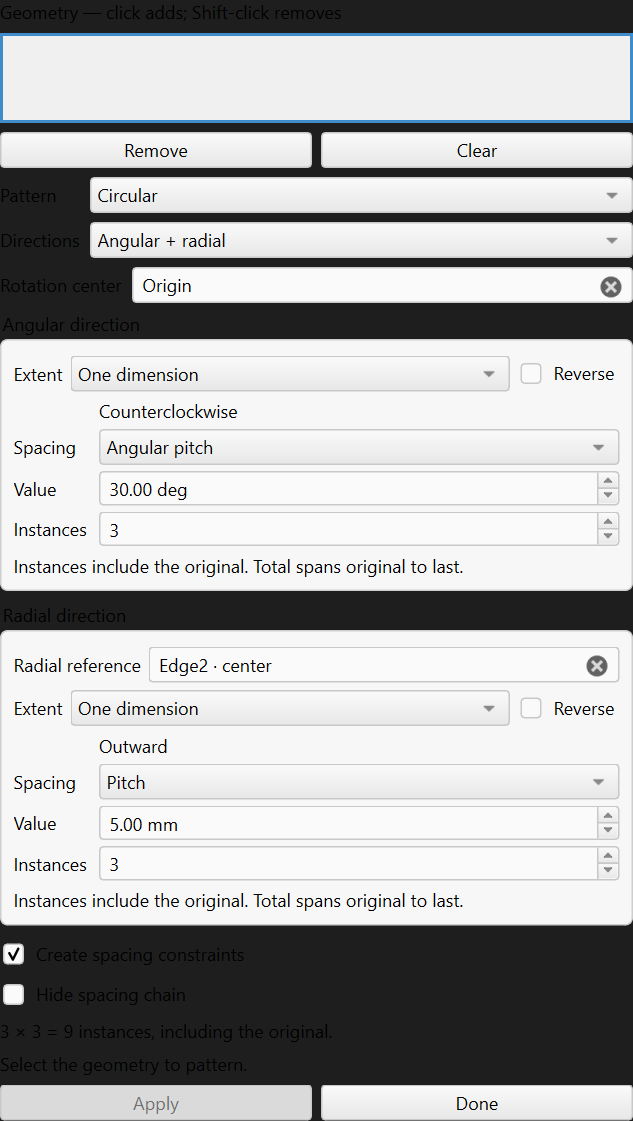 Geometry — click adds; Shift-click removes
Remove Clear
Pattern Circular
Directions Angular + radial
Rotation center Origin
Angular direction
Extent One dimension Reverse
Counterclockwise
Spacing Angular pitch
Value 30.00 deg
Instances 3
Instances include the original. Total spans original to last.
Radial direction
Radial reference Edge2 · center
Extent One dimension Reverse
Outward
Spacing Pitch
Value 5.00 mm
Instances 3
Instances include the original. Total spans original to last.
Create spacing constraints
Hide spacing chain
3 × 3 = 9 instances, including the original.
Select the geometry to pattern.
Apply Done